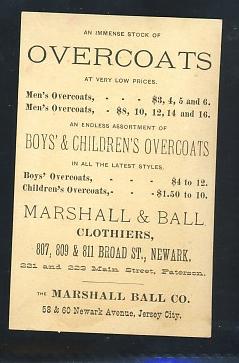 AN IMMENSE STOCK OF
OVERCOATS
AT VERY LOW PRICES.
Men's Overcoats, - - - $3, 4, 5 and 6.
Men's Overcoats, - - $8, 10, 12, 14 and 16.
AN ENDLESS ASSORTMENT OF
BOYS' & CHILDREN'S OVERCOATS
IN ALL THE LATEST STYLES.
Boys' Overcoats, - - - $4 to 12.
Children's Overcoats, - - - $1.50 to 10.
MARSHALL & BALL
CLOTHIERS,
807, 809 & 811 BROAD ST., NEWARK.
221 and 223 Main Street, Paterson.
THE MARSHALL BALL CO.
58 & 60 Newark Avenue, Jersey City.